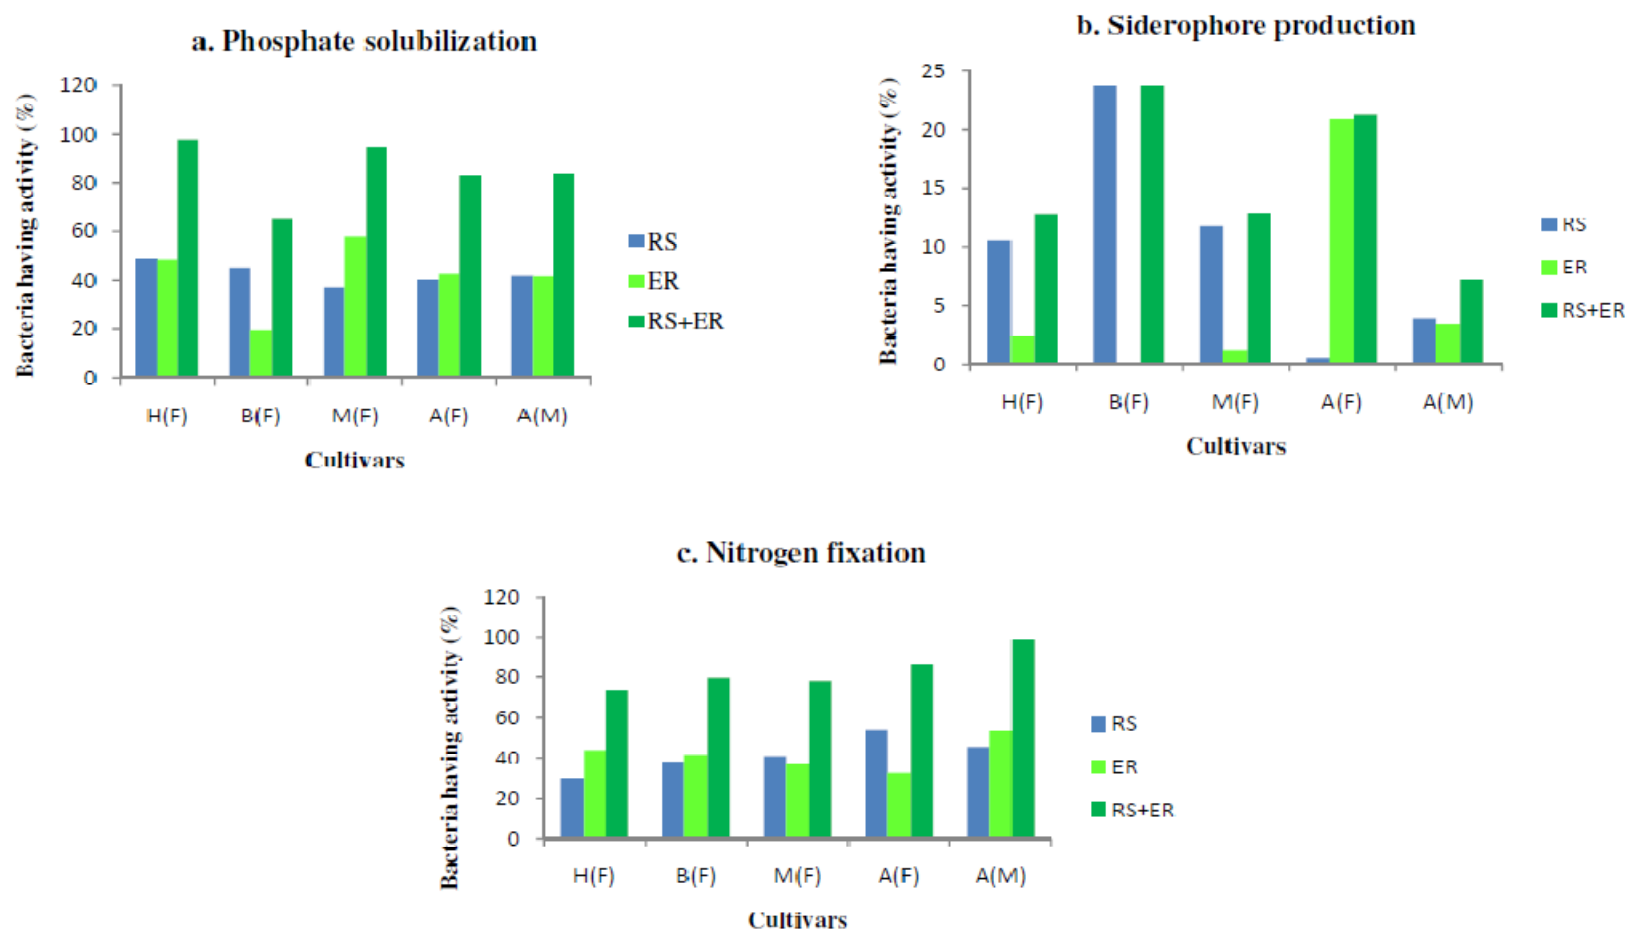 a. Phosphate solubilization
Bacteria having activity (%)
120
100
80
60
40
20
0
H(F) B(F) M(F) A(F) A(M)
Cultivars
RS
ER
RS+ER
b. Siderophore production
Bacteria having activity (%)
25
20
15
10
5
0
H(F) B(F) M(F) A(F) A(M)
Cultivars
RS
ER
RS+ER
c. Nitrogen fixation
Bacteria having activity (%)
120
100
80
60
40
20
0
H(F) B(F) M(F) A(F) A(M)
Cultivars
RS
ER
RS+ER